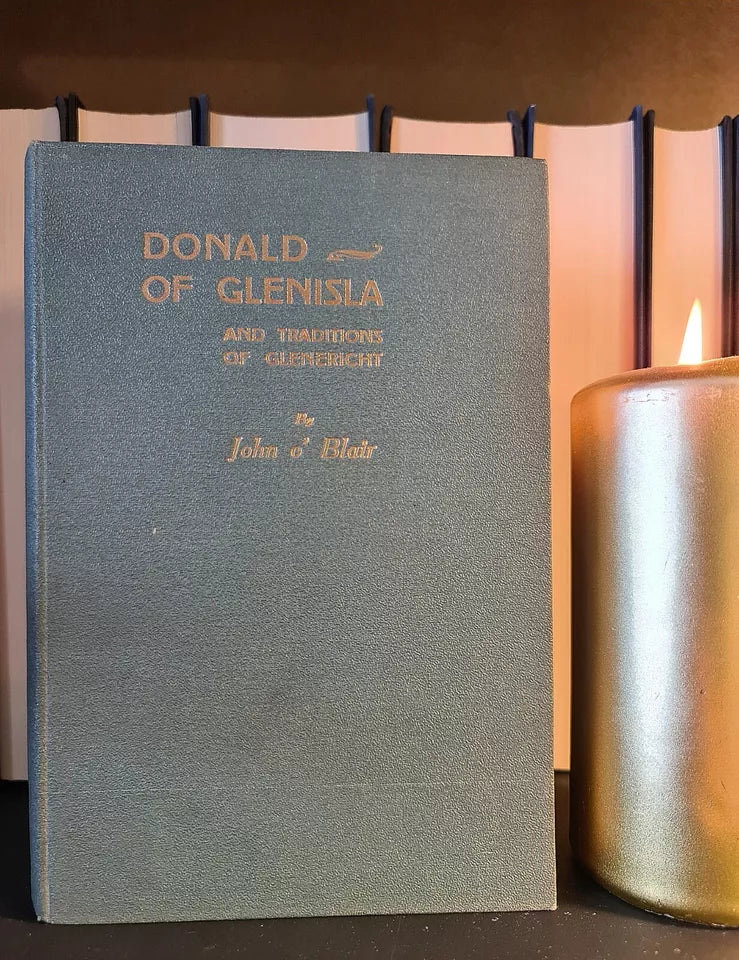 DONALD
OF GLENISLA
AND TRADITIONS
OF GLENERICHT
By
John o' Blair